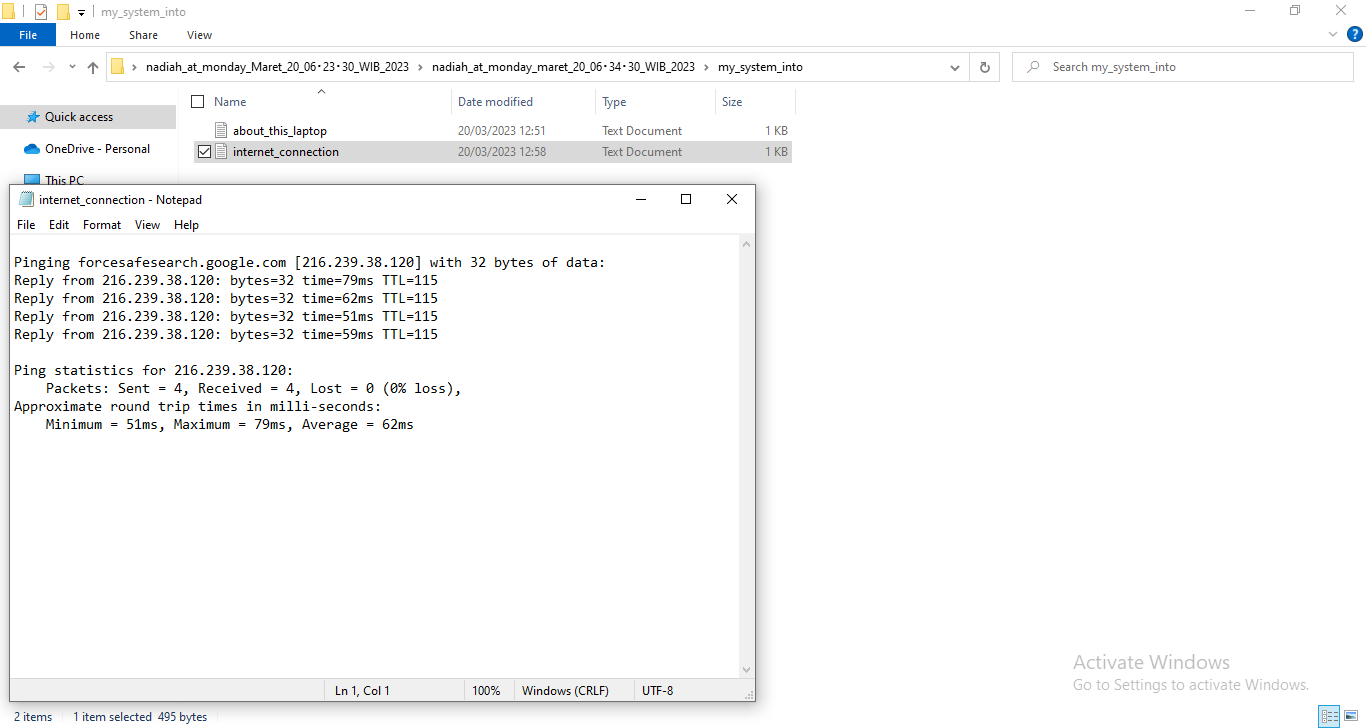 my_system_into
File Home Share View
nadiah_at_monday_Maret_20_06·23·30_WIB_2023 nadiah_at_monday_maret_20_06·34·30_WIB_2023 my_system_into
Search my_system_into
Name Date modified Type Size
Quick access
about_this_laptop 20/03/2023 12:51 Text Document 1 KB
OneDrive - Personal
internet_connection 20/03/2023 12:58 Text Document 1 KB
This PC
internet_connection - Notepad
File Edit Format View Help
Pinging forcesafesearch.google.com [216.239.38.120] with 32 bytes of data:
Reply from 216.239.38.120: bytes=32 time=79ms TTL=115
Reply from 216.239.38.120: bytes=32 time=62ms TTL=115
Reply from 216.239.38.120: bytes=32 time=51ms TTL=115
Reply from 216.239.38.120: bytes=32 time=59ms TTL=115
Ping statistics for 216.239.38.120:
Packets: Sent = 4, Received = 4, Lost = 0 (0% loss),
Approximate round trip times in milli-seconds:
Minimum = 51ms, Maximum = 79ms, Average = 62ms
Ln 1, Col 1 100% Windows (CRLF) UTF-8
Activate Windows
Go to Settings to activate Windows.
2 items 1 item selected 495 bytes